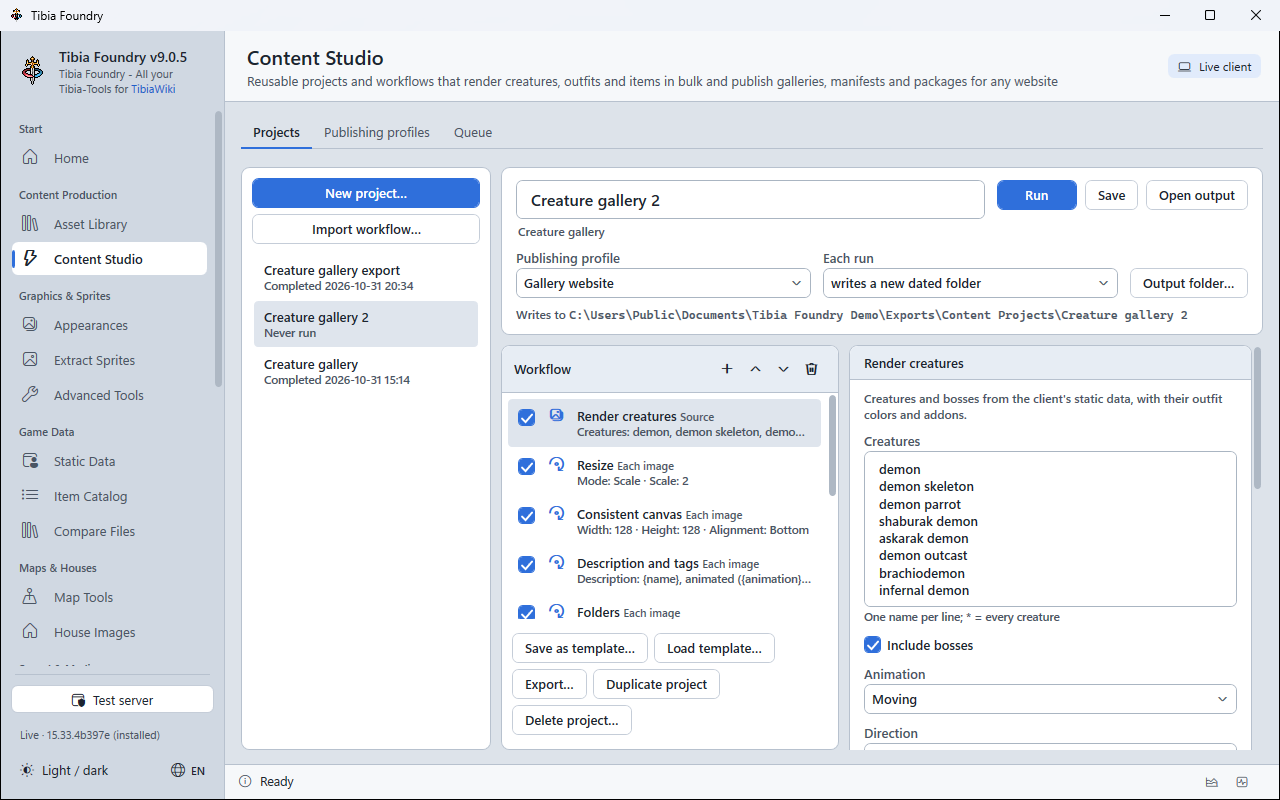 Tibia Foundry
Tibia Foundry v9.0.5
Tibia Foundry - All your
Tibia-Tools for TibiaWiki
Start
Home
Content Production
Asset Library
Content Studio
Graphics & Sprites
Appearances
Extract Sprites
Advanced Tools
Game Data
Static Data
Item Catalog
Compare Files
Maps & Houses
Map Tools
House Images
Test server
Live · 15.33.4b397e (installed)
Light / dark
EN
Content Studio
Reusable projects and workflows that render creatures, outfits and items in bulk and publish galleries, manifests and packages for any website
Live client
Projects
Publishing profiles
Queue
New project...
Import workflow...
Creature gallery export
Completed 2026-10-31 20:34
Creature gallery 2
Never run
Creature gallery
Completed 2026-10-31 15:14
Creature gallery 2
Run
Save
Open output
Creature gallery
Publishing profile
Each run
Gallery website
writes a new dated folder
Output folder...
Writes to C:\Users\Public\Documents\Tibia Foundry Demo\Exports\Content Projects\Creature gallery 2
Workflow
Render creatures Source
Creatures: demon, demon skeleton, demo...
Resize Each image
Mode: Scale · Scale: 2
Consistent canvas Each image
Width: 128 · Height: 128 · Alignment: Bottom
Description and tags Each image
Description: {name}, animated ({animation}...
Folders Each image
Save as template...
Load template...
Export...
Duplicate project
Delete project...
Render creatures
Creatures and bosses from the client's static data, with their outfit
colors and addons.
Creatures
demon
demon skeleton
demon parrot
shaburak demon
askarak demon
demon outcast
brachiodemon
infernal demon
One name per line; * = every creature
Include bosses
Animation
Moving
Direction
Ready